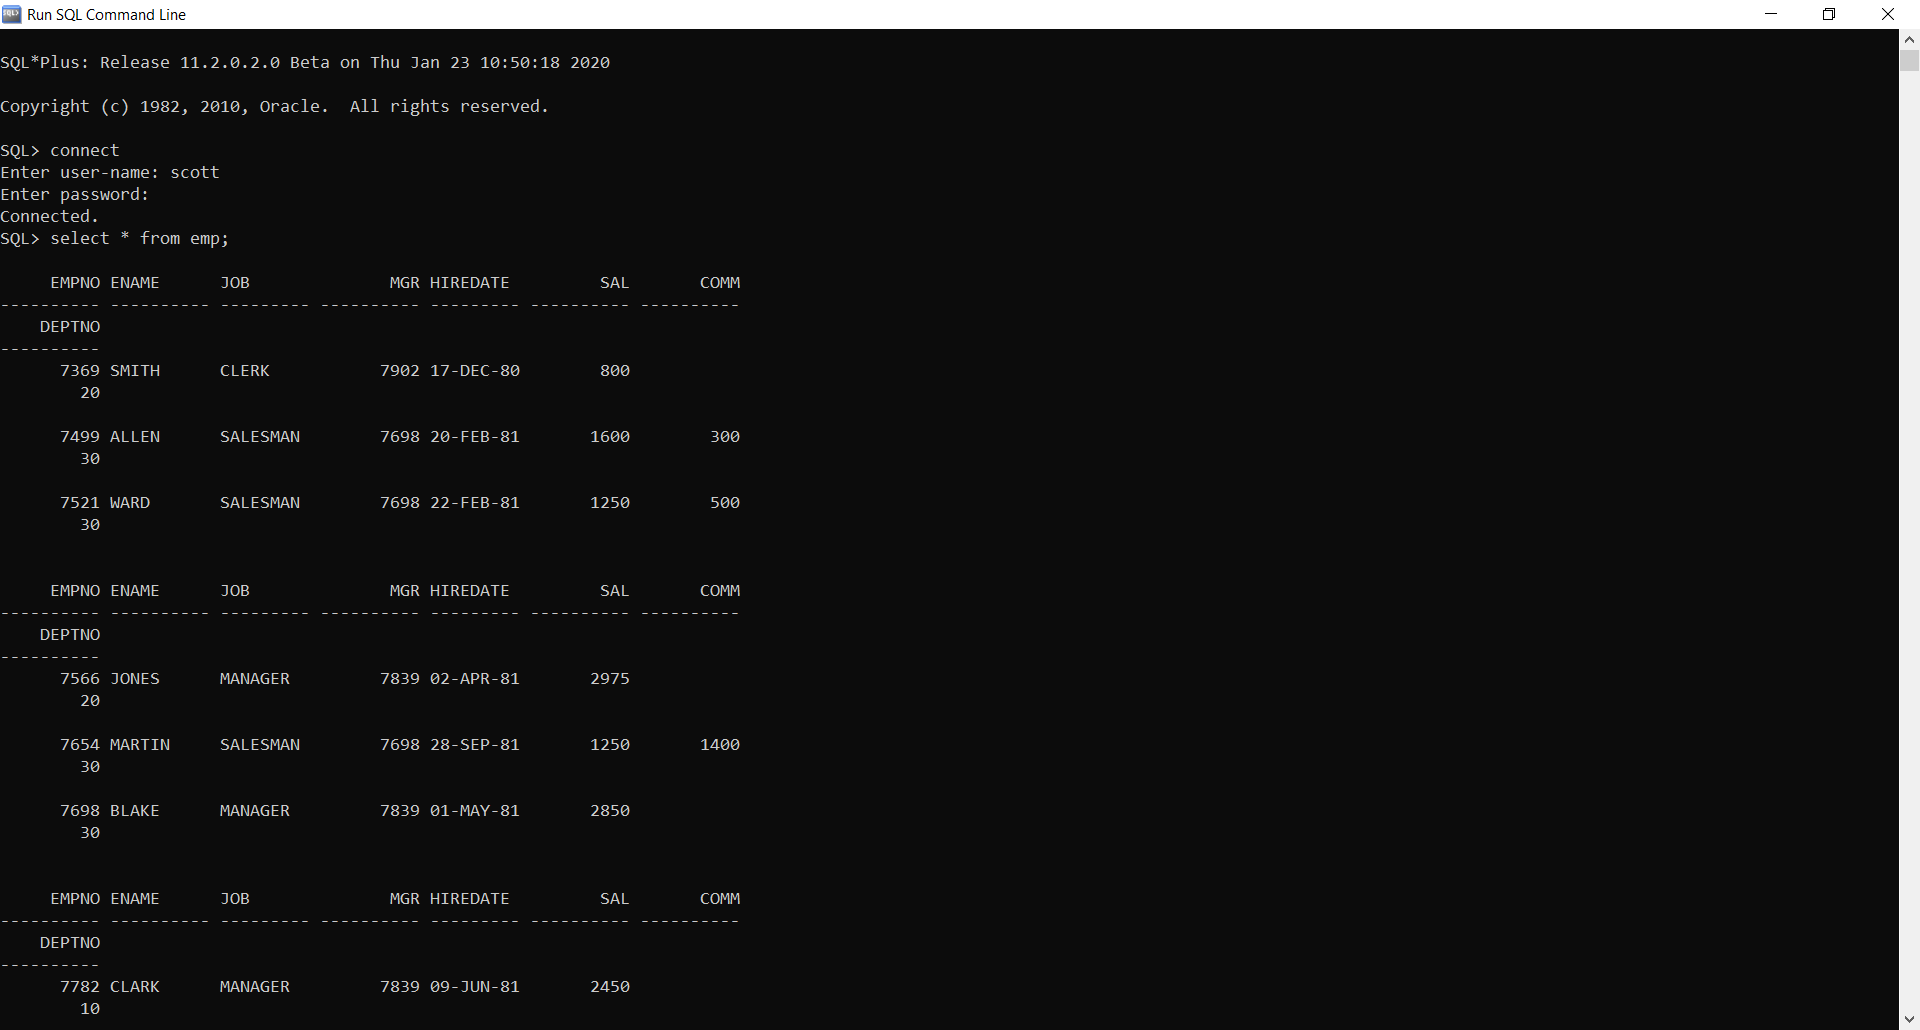 Run SQL Command Line
SQL*Plus: Release 11.2.0.2.0 Beta on Thu Jan 23 10:50:18 2020
Copyright (c) 1982, 2010, Oracle.  All rights reserved.
SQL> connect
Enter user-name: scott
Enter password:
Connected.
SQL> select * from emp;
     EMPNO ENAME      JOB              MGR HIREDATE         SAL       COMM
---------- ---------- --------- ---------- --------- ---------- ----------
    DEPTNO
----------
      7369 SMITH      CLERK           7902 17-DEC-80        800
        20
      7499 ALLEN      SALESMAN        7698 20-FEB-81       1600        300
        30
      7521 WARD       SALESMAN        7698 22-FEB-81       1250        500
        30
     EMPNO ENAME      JOB              MGR HIREDATE         SAL       COMM
---------- ---------- --------- ---------- --------- ---------- ----------
    DEPTNO
----------
      7566 JONES      MANAGER         7839 02-APR-81       2975
        20
      7654 MARTIN     SALESMAN        7698 28-SEP-81       1250       1400
        30
      7698 BLAKE      MANAGER         7839 01-MAY-81       2850
        30
     EMPNO ENAME      JOB              MGR HIREDATE         SAL       COMM
---------- ---------- --------- ---------- --------- ---------- ----------
    DEPTNO
----------
      7782 CLARK      MANAGER         7839 09-JUN-81       2450
        10